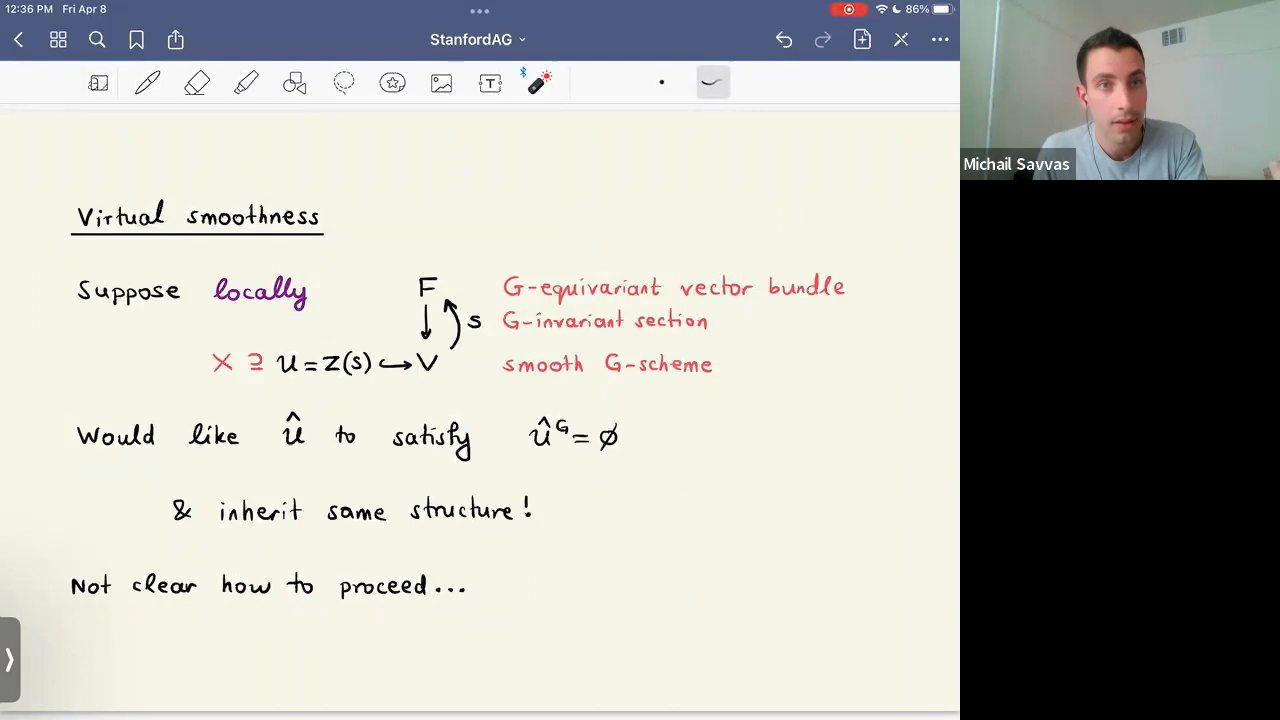 12:36 PM Fri Apr 8
86%
StanfordAG
Michail Savvas
Virtual smoothness
Suppose locally F G-equivariant vector bundle
↓ s G-invariant section
X ⊇ U = Z(s) ↪ V smooth G-scheme
Would like Û to satisfy Û^G = ∅
& inherit same structure!
Not clear how to proceed...